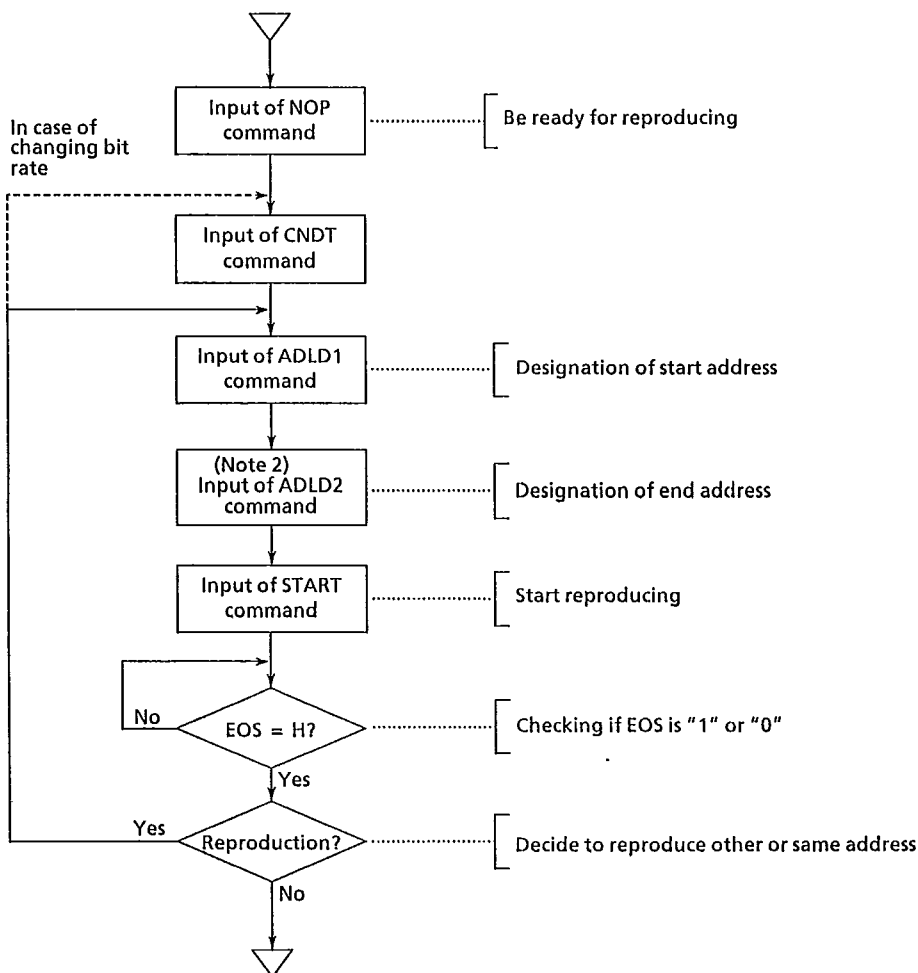 Input of NOP
command
Be ready for reproducing
In case of
changing bit
rate
Input of CNDT
command
Input of ADLD1
command
Designation of start address
(Note 2)
Input of ADLD2
command
Designation of end address
Input of START
command
Start reproducing
No
EOS = H?
Checking if EOS is "1" or "0"
Yes
Yes
Reproduction?
Decide to reproduce other or same address
No